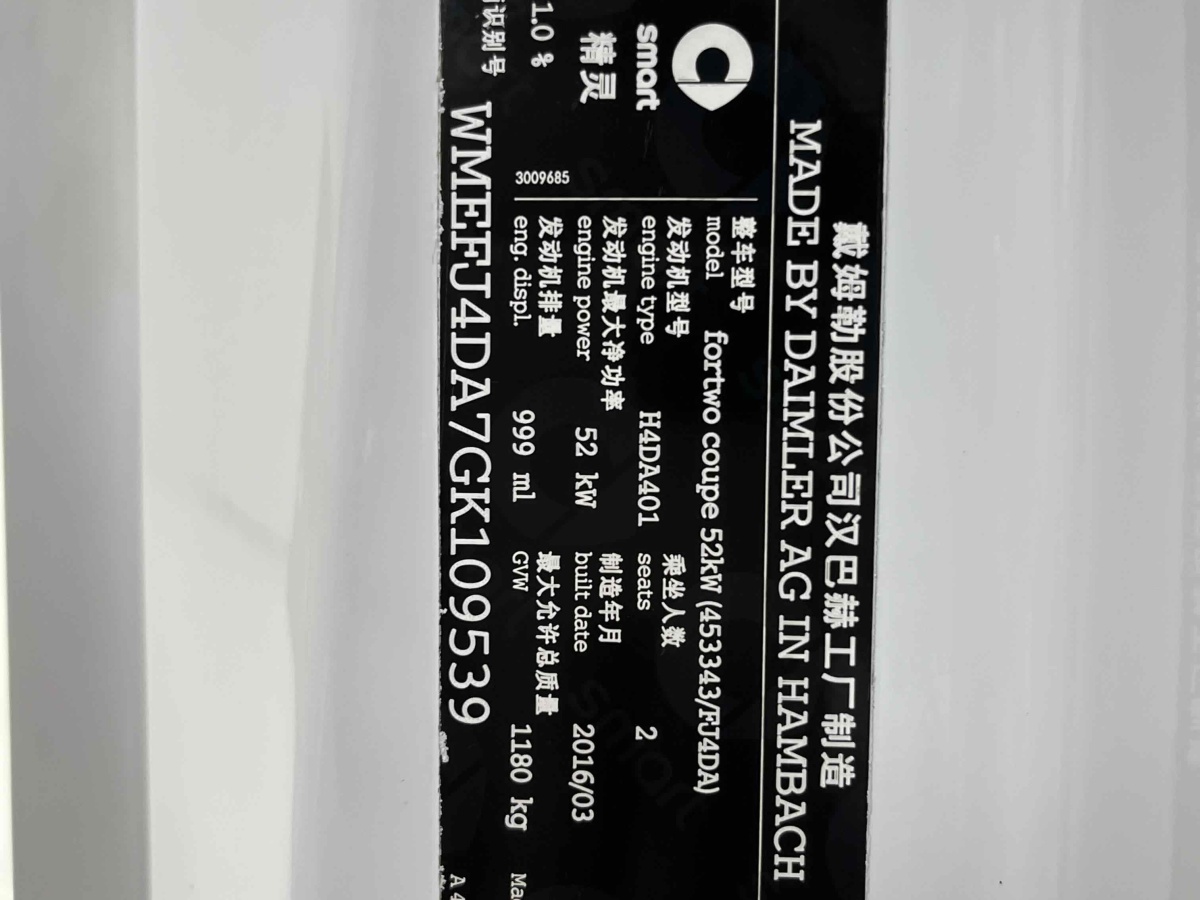 戴姆勒股份公司汉巴赫工厂制造
MADE BY DAIMLER AG IN HAMBACH
smart
精灵
整车型号
model fortwo coupe 52kW (453343/FJ4DA)
发动机型号 乘坐人数
engine type H4DA401 seats 2
发动机最大净功率 制造年月
engine power 52 kW built date 2016/03
发动机排量 最大允许总质量
eng. displ. 999 ml GVW 1180 kg
1.0 %
3009685
识别号
WMEFJ4DA7GK109539